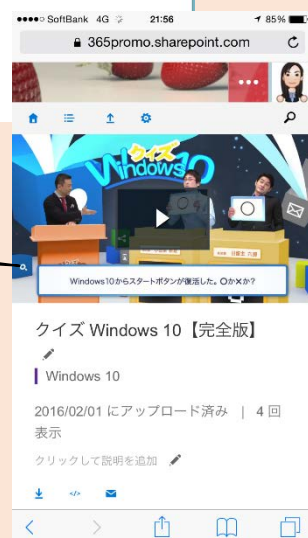 SoftBank 4G 21:56 85%
365promo.sharepoint.com
クイズ
Windows10
Windows10からスタートボタンが復活した。〇か×か?
クイズ Windows 10【完全版】
Windows 10
2016/02/01 にアップロード済み | 4 回
表示
クリックして説明を追加